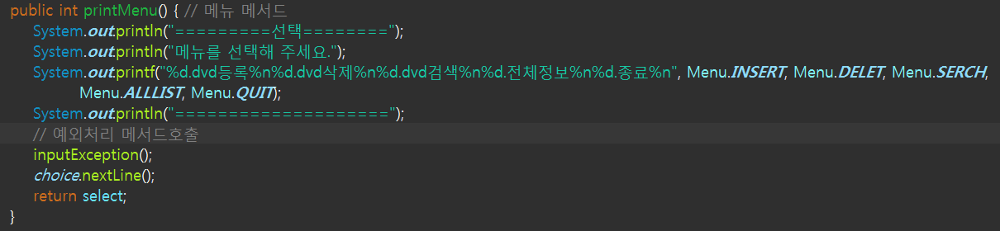 public int printMenu() { // 메뉴 메서드
System.out.println("=========선택========");
System.out.println("메뉴를 선택해 주세요.");
System.out.printf("%d.dvd등록%n%d.dvd삭제%n%d.dvd검색%n%d.전체정보%n%d.종료%n", Menu.INSERT, Menu.DELET, Menu.SERCH,
Menu.ALLLIST, Menu.QUIT);
System.out.println("====================");
// 예외처리 메서드호출
inputException();
choice.nextLine();
return select;
}